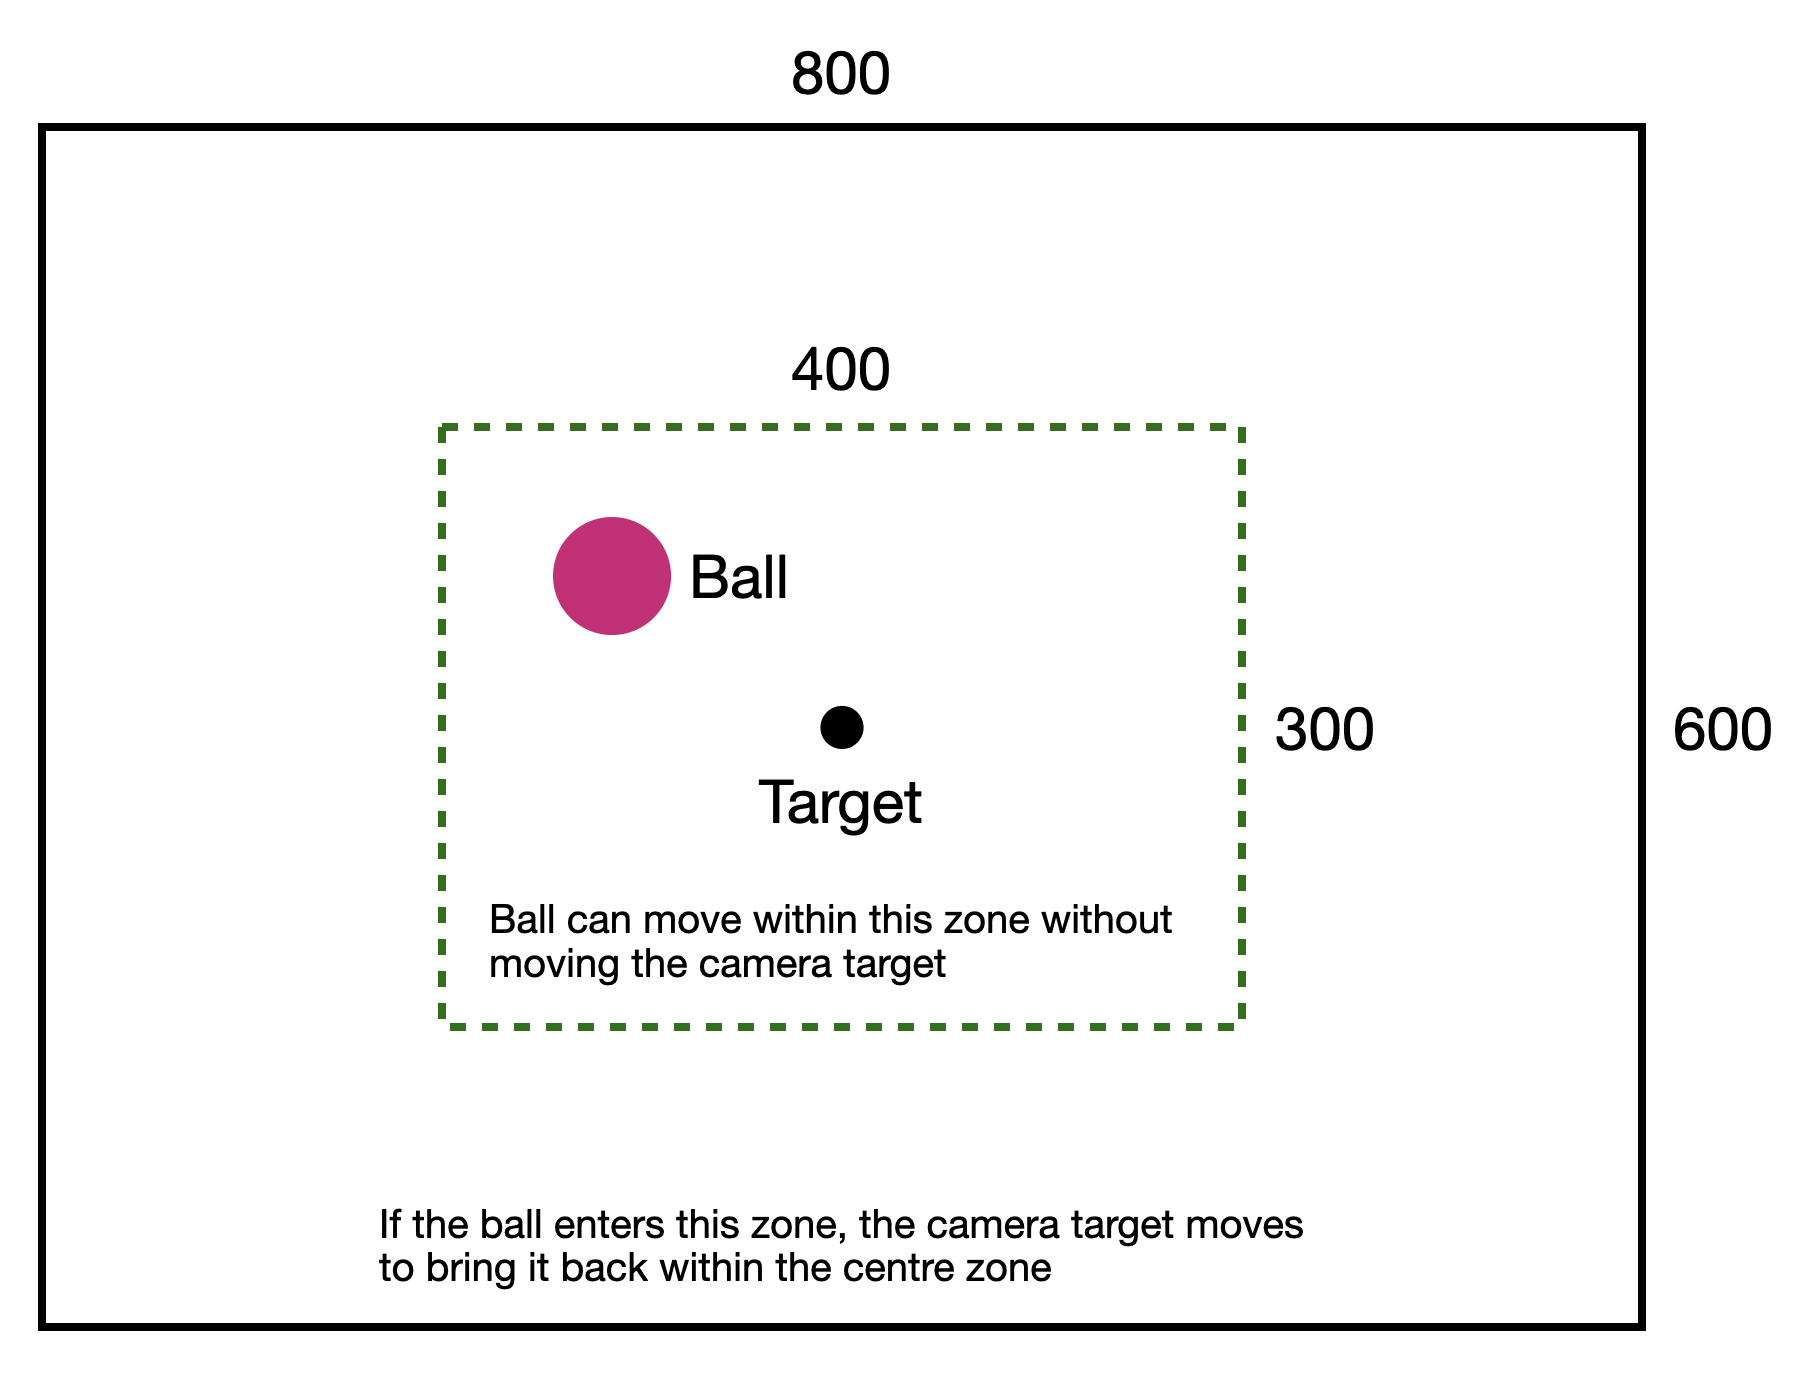 800
400
Ball
300
600
Target
Ball can move within this zone without
moving the camera target
If the ball enters this zone, the camera target moves
to bring it back within the centre zone